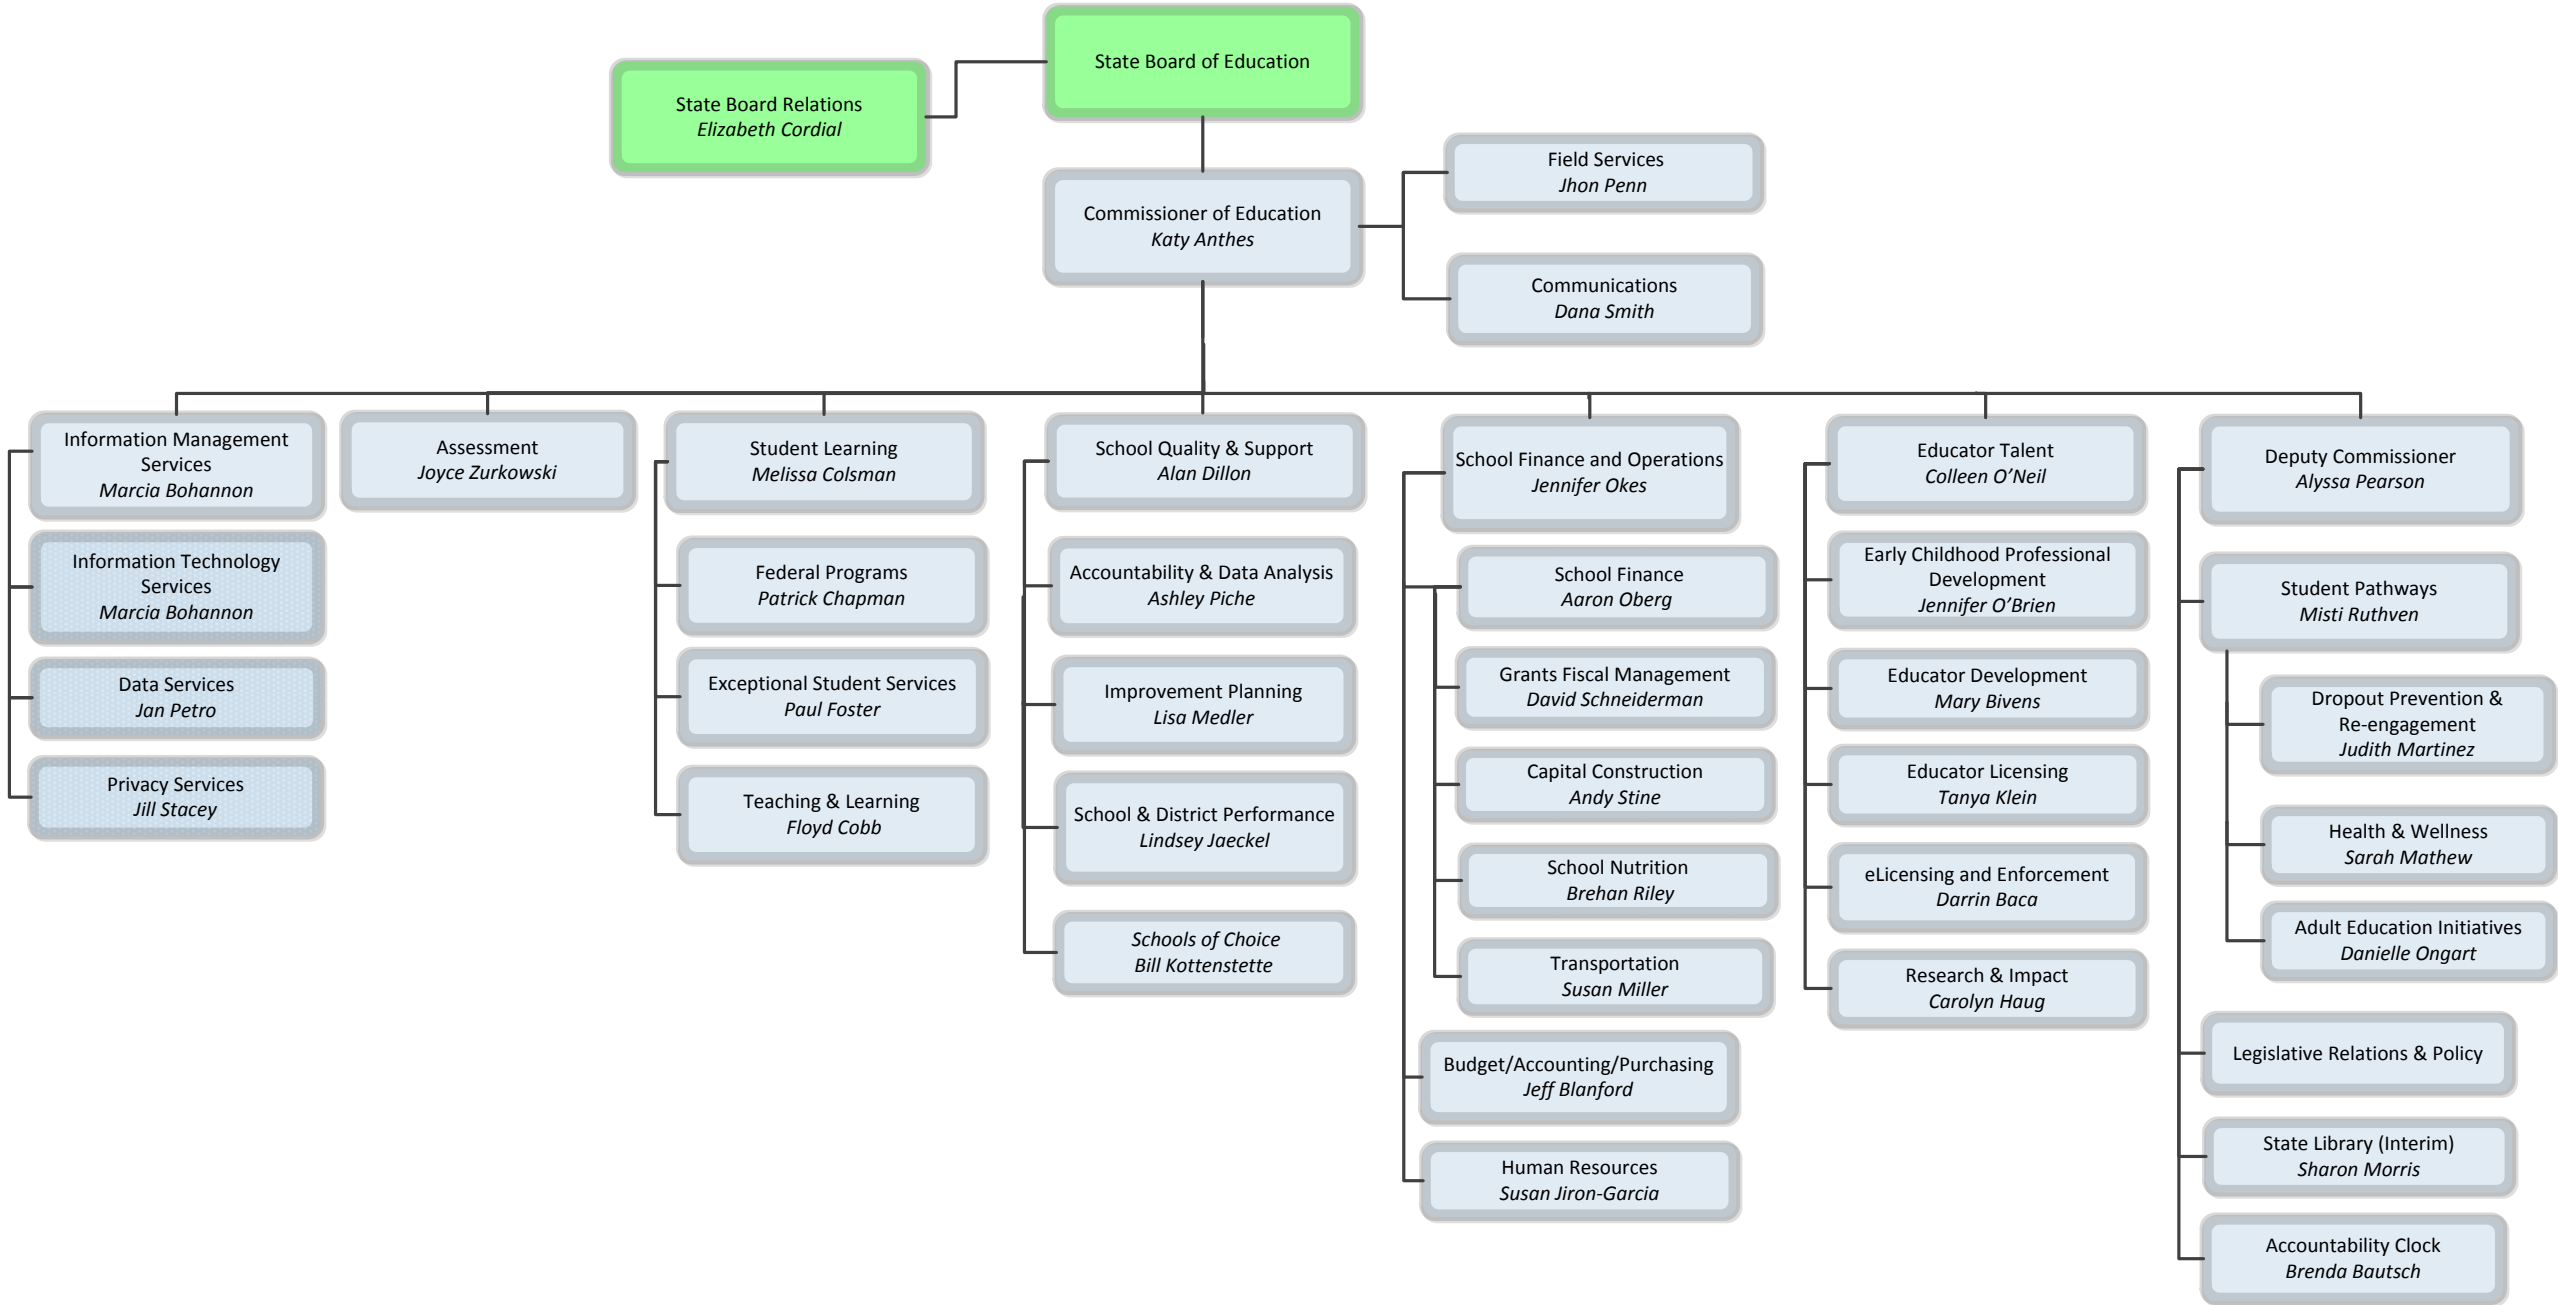 State Board of Education
State Board Relations
Elizabeth Cordial
Commissioner of Education
Katy Anthes
Field Services
Jhon Penn
Communications
Dana Smith
Information Management
Services
Marcia Bohannon
Information Technology
Services
Marcia Bohannon
Data Services
Jan Petro
Privacy Services
Jill Stacey
Assessment
Joyce Zurkowski
Student Learning
Melissa Colsman
Federal Programs
Patrick Chapman
Exceptional Student Services
Paul Foster
Teaching & Learning
Floyd Cobb
School Quality & Support
Alan Dillon
Accountability & Data Analysis
Ashley Piche
Improvement Planning
Lisa Medler
School & District Performance
Lindsey Jaeckel
Schools of Choice
Bill Kottenstette
School Finance and Operations
Jennifer Okes
School Finance
Aaron Oberg
Grants Fiscal Management
David Schneiderman
Capital Construction
Andy Stine
School Nutrition
Brehan Riley
Transportation
Susan Miller
Budget/Accounting/Purchasing
Jeff Blanford
Human Resources
Susan Jiron-Garcia
Educator Talent
Colleen O’Neil
Early Childhood Professional
Development
Jennifer O’Brien
Educator Development
Mary Bivens
Educator Licensing
Tanya Klein
eLicensing and Enforcement
Darrin Baca
Research & Impact
Carolyn Haug
Deputy Commissioner
Alyssa Pearson
Student Pathways
Misti Ruthven
Dropout Prevention &
Re-engagement
Judith Martinez
Health & Wellness
Sarah Mathew
Adult Education Initiatives
Danielle Ongart
Legislative Relations & Policy
State Library (Interim)
Sharon Morris
Accountability Clock
Brenda Bautsch